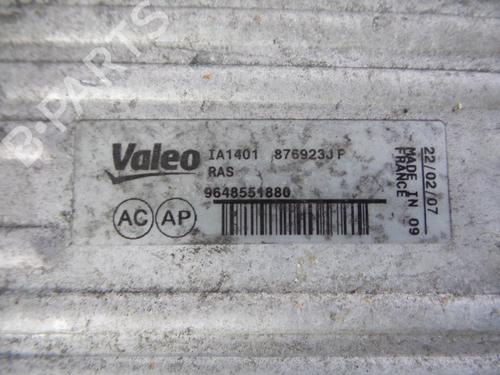 B-PARTS
Valeo IA1401 876923J F
RAS
9648551880
AC AP
22/02/07
MADE IN 09
FRANCE